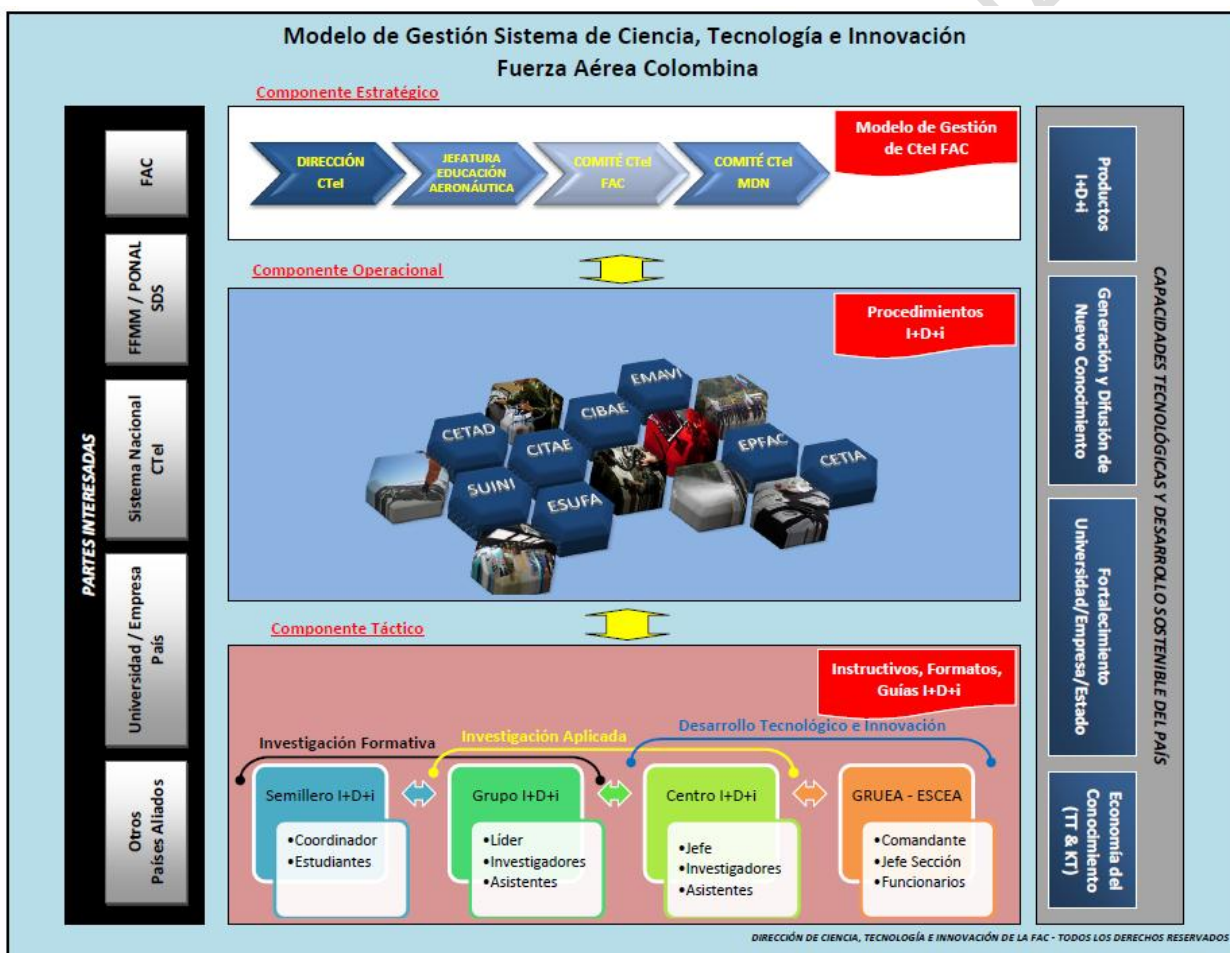 Modelo de Gestión Sistema de Ciencia, Tecnología e Innovación
Fuerza Aérea Colombina
PARTES INTERESADAS
FAC
FFMM / PONAL
SDS
Sistema Nacional
CTeI
Universidad / Empresa
País
Otros
Países Aliados
Componente Estratégico
Modelo de Gestión
de CteI FAC
DIRECCIÓN
CTeI
JEFATURA
EDUCACIÓN
AERONÁUTICA
COMITÉ CTeI
FAC
COMITÉ CTeI
MDN
Componente Operacional
Procedimientos
I+D+i
EMAVI
CIBAE
CETAD
CITAE
EPFAC
CETIA
SUINI
ESUFA
Componente Táctico
Instructivos, Formatos,
Guías I+D+i
Investigación Formativa
Investigación Aplicada
Desarrollo Tecnológico e Innovación
Semillero I+D+i
•Coordinador
•Estudiantes
Grupo I+D+i
•Líder
•Investigadores
•Asistentes
Centro I+D+i
•Jefe
•Investigadores
•Asistentes
GRUEA - ESCEA
•Comandante
•Jefe Sección
•Funcionarios
Productos
I+D+i
Generación y Difusión de
Nuevo Conocimiento
Fortalecimiento
Universidad/Empresa/Estado
Economía del
Conocimiento
(TT & KT)
CAPACIDADES TECNOLÓGICAS Y DESARROLLO SOSTENIBLE DEL PAÍS
DIRECCIÓN DE CIENCIA, TECNOLOGÍA E INNOVACIÓN DE LA FAC - TODOS LOS DERECHOS RESERVADOS